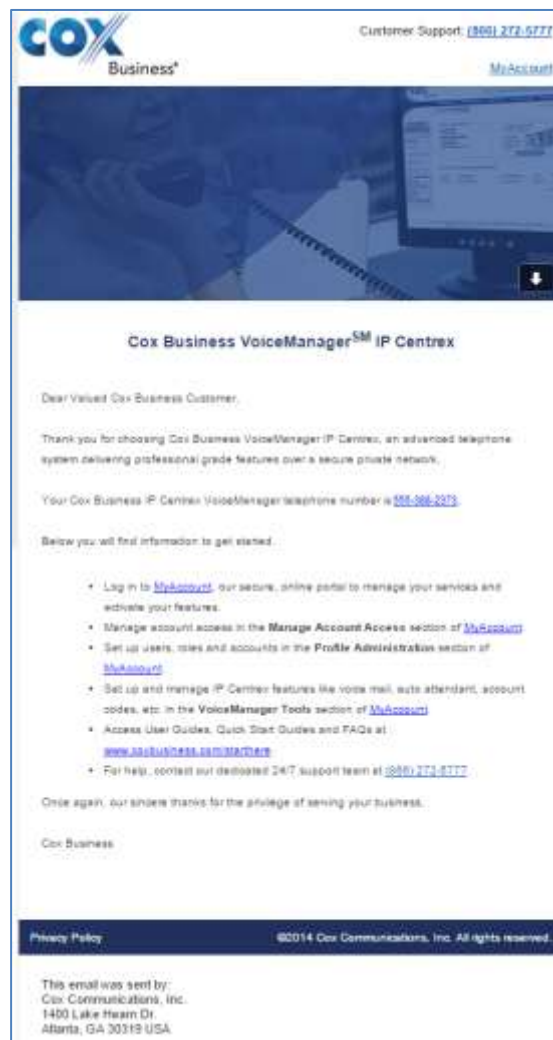 COX
Business®
Customer Support: (866) 272-5777
MyAccount
Cox Business VoiceManager℠ IP Centrex
Dear Valued Cox Business Customer,
Thank you for choosing Cox Business VoiceManager IP Centrex, an advanced telephone
system delivering professional grade features over a secure private network.
Your Cox Business IP Centrex VoiceManager telephone number is 555-386-2373.
Below you will find information to get started.
• Log in to MyAccount, our secure, online portal to manage your services and
activate your features.
• Manage account access in the Manage Account Access section of MyAccount.
• Set up users, roles and accounts in the Profile Administration section of
MyAccount.
• Set up and manage IP Centrex features like voice mail, auto attendant, account
codes, etc. in the VoiceManager Tools section of MyAccount.
• Access User Guides, Quick Start Guides and FAQs at
www.coxbusiness.com/starthere
• For help, contact our dedicated 24/7 support team at (866) 272-5777.
Once again, our sincere thanks for the privilege of serving your business.
Cox Business
Privacy Policy
©2014 Cox Communications, Inc. All rights reserved.
This email was sent by:
Cox Communications, Inc.
1400 Lake Hearn Dr.
Atlanta, GA 30319 USA